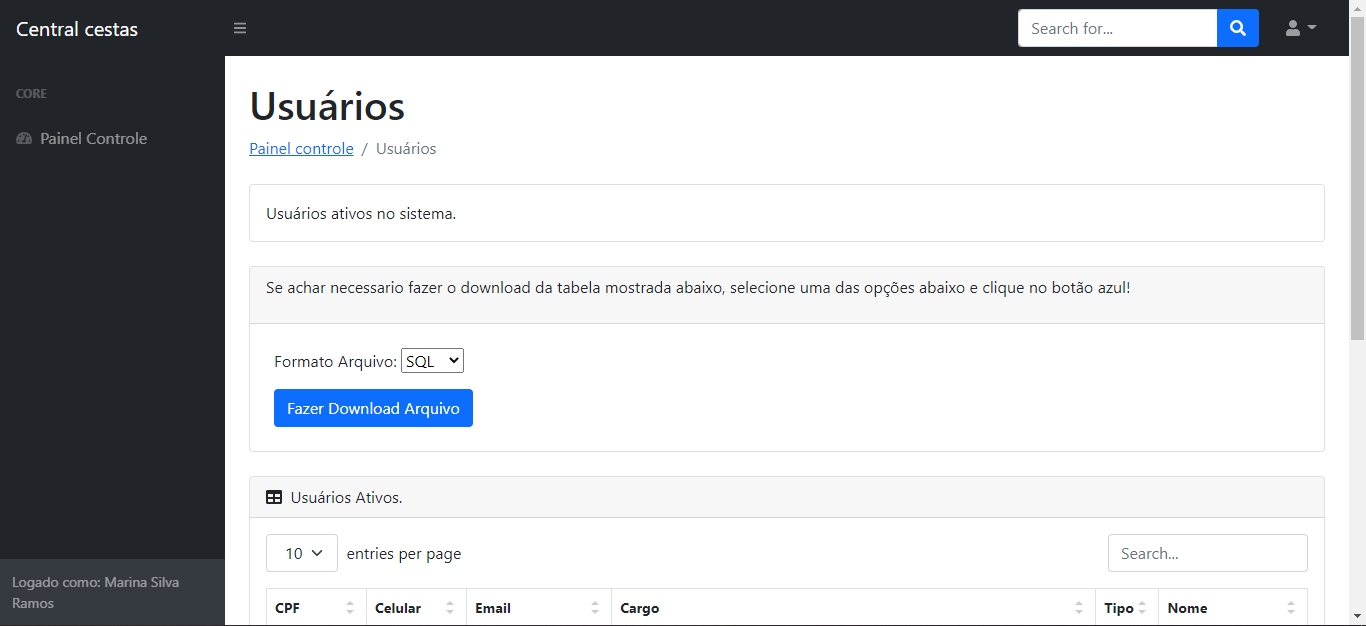 Central cestas
Search for...
CORE
Painel Controle
Usuários
Painel controle / Usuários
Usuários ativos no sistema.
Se achar necessario fazer o download da tabela mostrada abaixo, selecione uma das opções abaixo e clique no botão azul!
Formato Arquivo: SQL
Fazer Download Arquivo
Usuários Ativos.
10 entries per page
Search...
CPF Celular Email Cargo Tipo Nome
Logado como: Marina Silva
Ramos